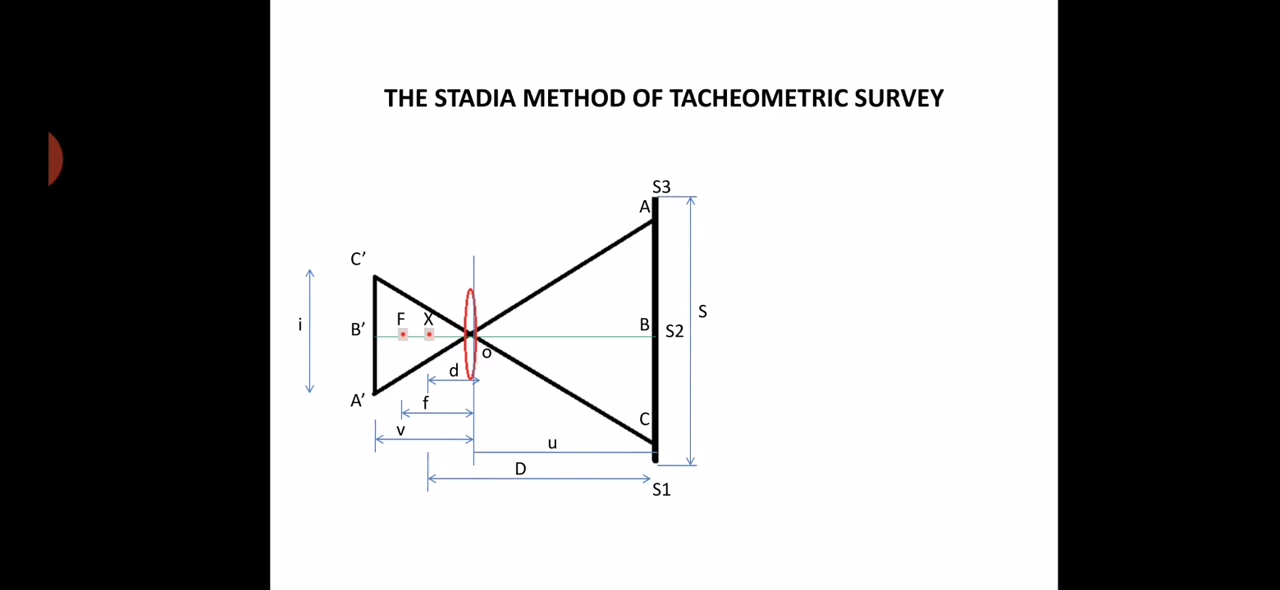 THE STADIA METHOD OF TACHEOMETRIC SURVEY
S3
A
C’
i
B’
F
X
B
S2
S
o
d
A’
f
C
v
u
D
S1